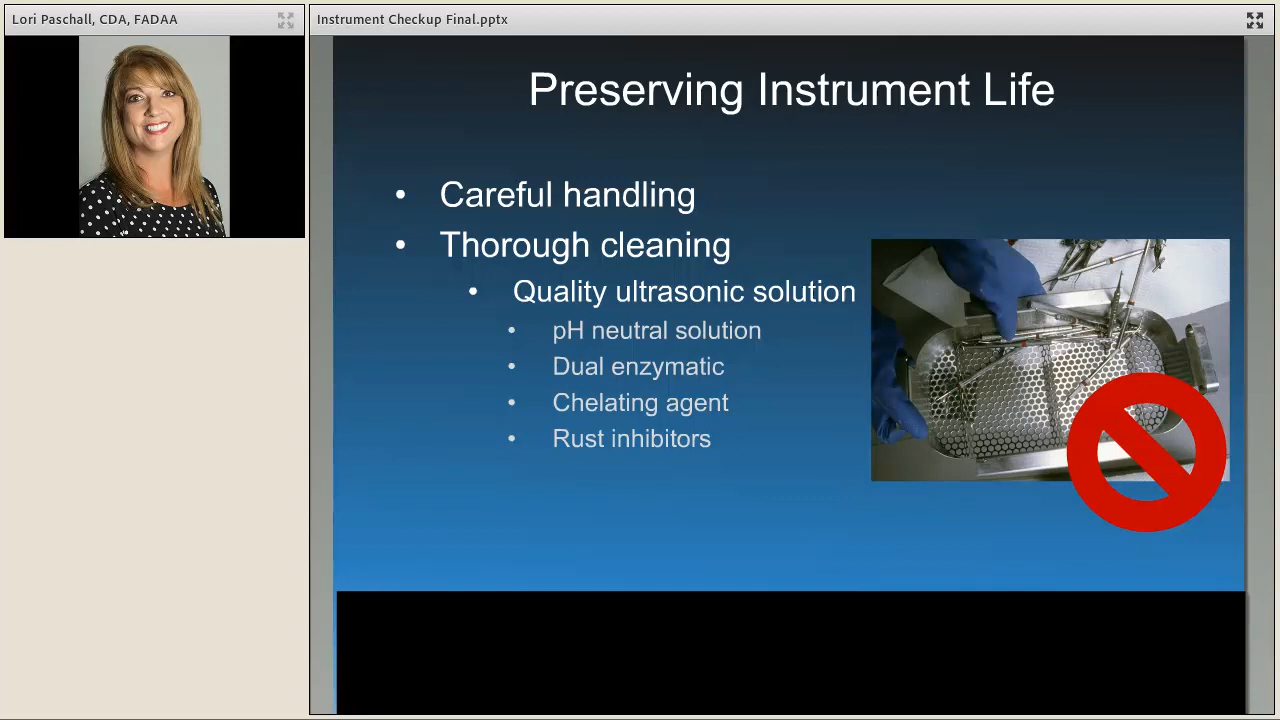 Lori Paschall, CDA, FADAA
Instrument Checkup Final.pptx
Preserving Instrument Life
• Careful handling
• Thorough cleaning
• Quality ultrasonic solution
• pH neutral solution
• Dual enzymatic
• Chelating agent
• Rust inhibitors